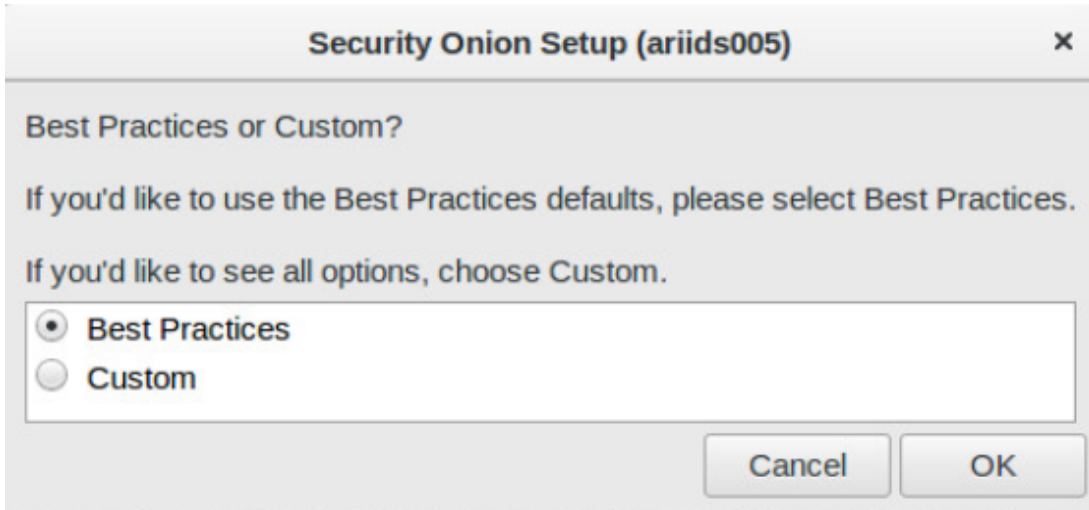 Security Onion Setup (ariids005)
×
Best Practices or Custom?
If you'd like to use the Best Practices defaults, please select Best Practices.
If you'd like to see all options, choose Custom.
Best Practices
Custom
Cancel
OK